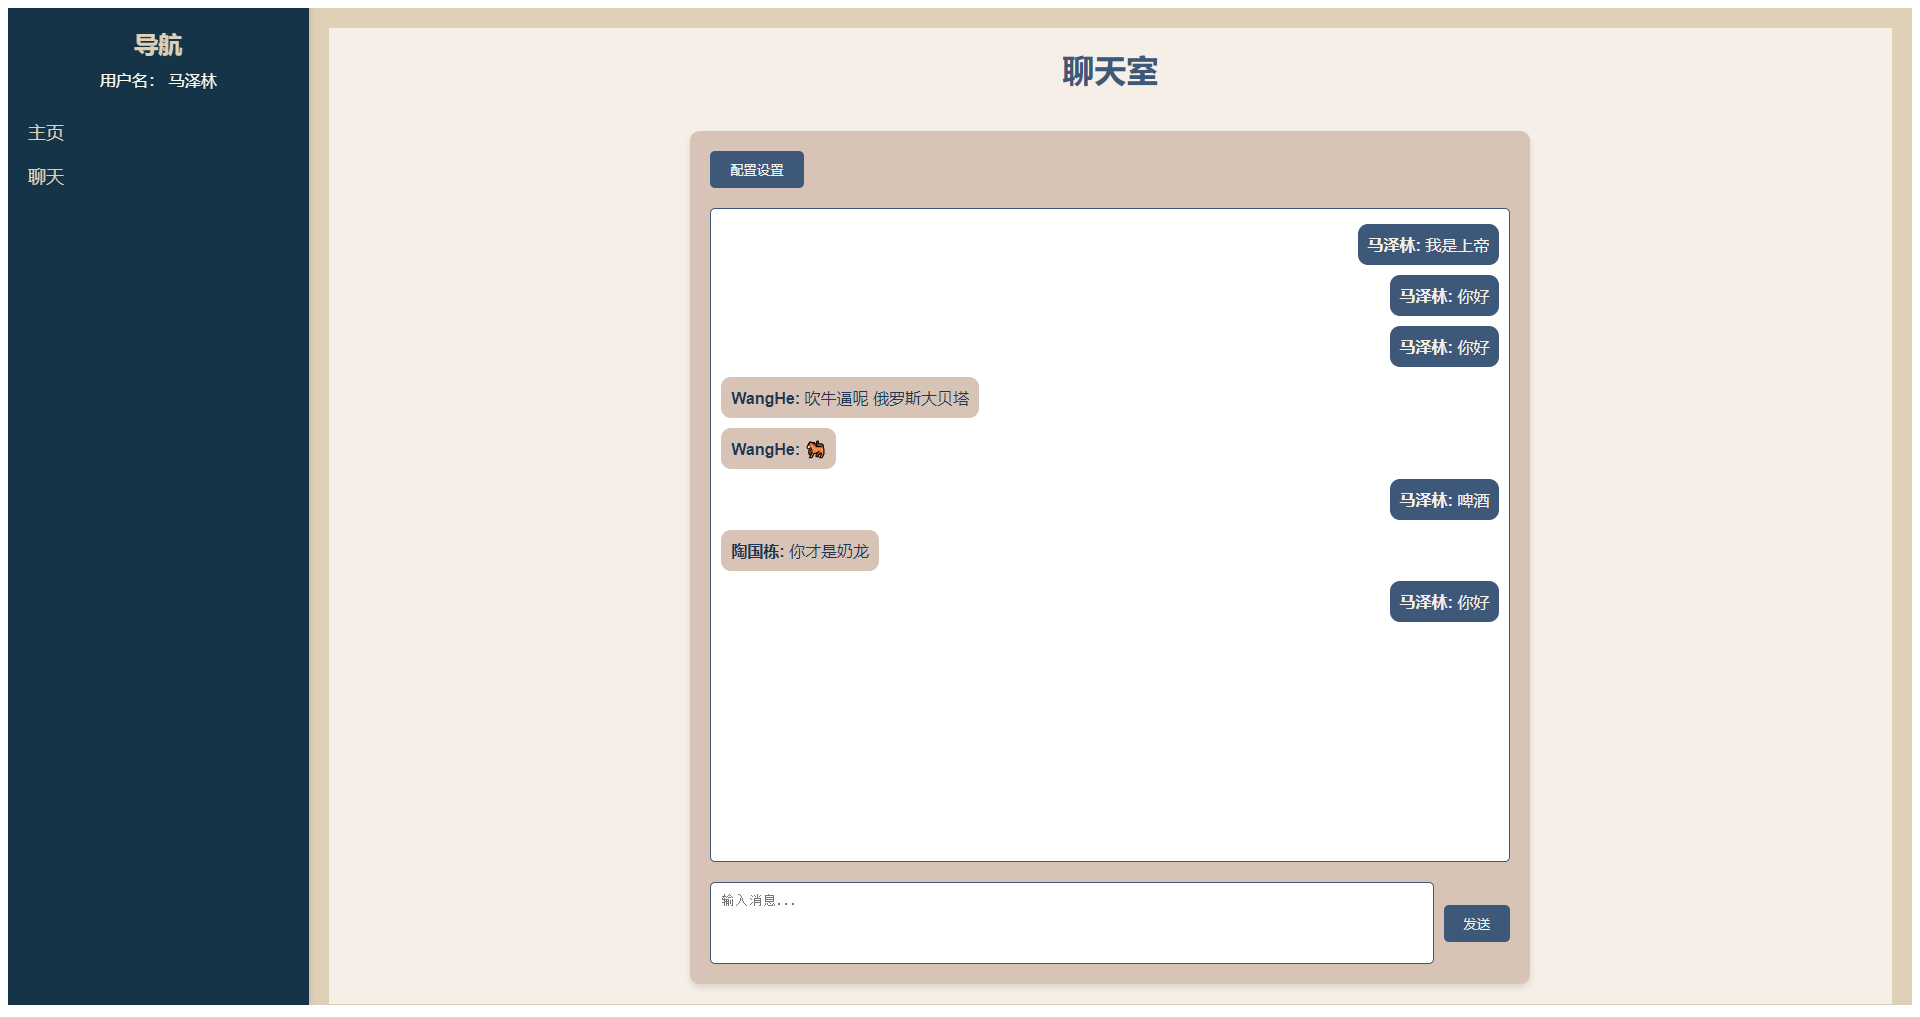 导航
用户名： 马泽林
主页
聊天
聊天室
配置设置
马泽林: 我是上帝
马泽林: 你好
马泽林: 你好
WangHe: 吹牛逼呢 俄罗斯大贝塔
WangHe: 🐂
马泽林: 啤酒
陶国栋: 你才是奶龙
马泽林: 你好
输入消息...
发送